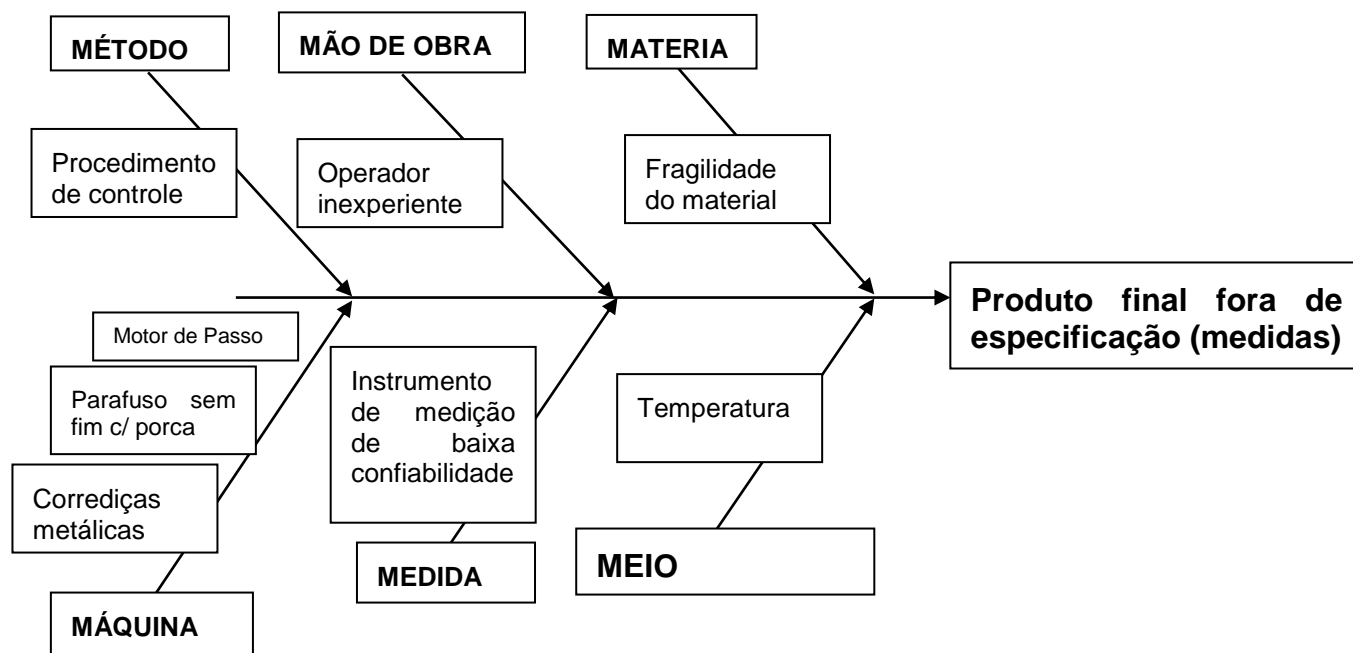 MÉTODO
MÃO DE OBRA
MATERIA
Procedimento
de controle
Operador
inexperiente
Fragilidade
do material
Produto final fora de
especificação (medidas)
Motor de Passo
Parafuso sem
fim c/ porca
Corrediças
metálicas
Instrumento
de medição
de baixa
confiabilidade
Temperatura
MÁQUINA
MEDIDA
MEIO